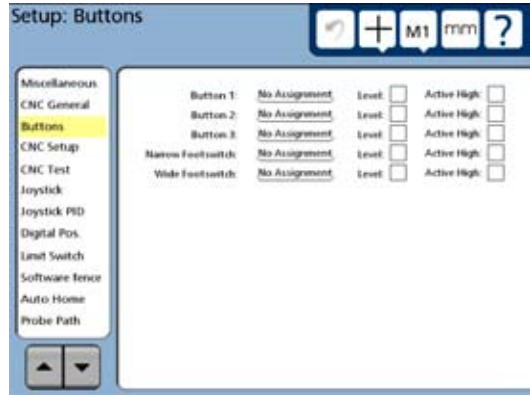 Setup: Buttons
M1 mm ?
Miscellaneous
CNC General
Buttons
CNC Setup
CNC Test
Joystick
Joystick PID
Digital Pos.
Limit Switch
Software fence
Auto Home
Probe Path
Button 1: No Assignment Level: Active High:
Button 2: No Assignment Level: Active High:
Button 3: No Assignment Level: Active High:
Narrow Footswitch: No Assignment Level: Active High:
Wide Footswitch: No Assignment Level: Active High: